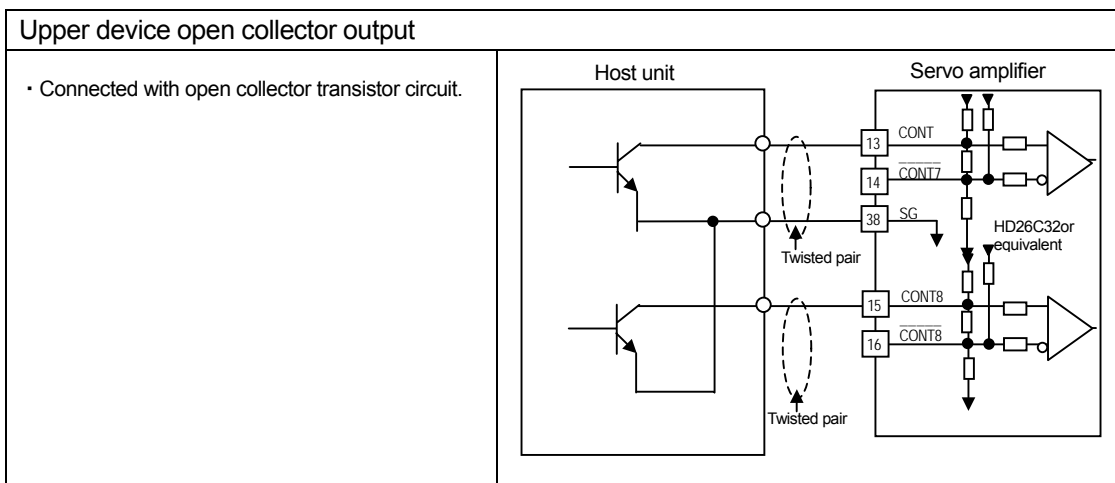 Upper device open collector output
・Connected with open collector transistor circuit.
Host unit
Servo amplifier
13 CONT
14 CONT7
38 SG
HD26C32or
equivalent
Twisted pair
15 CONT8
16 CONT8
Twisted pair